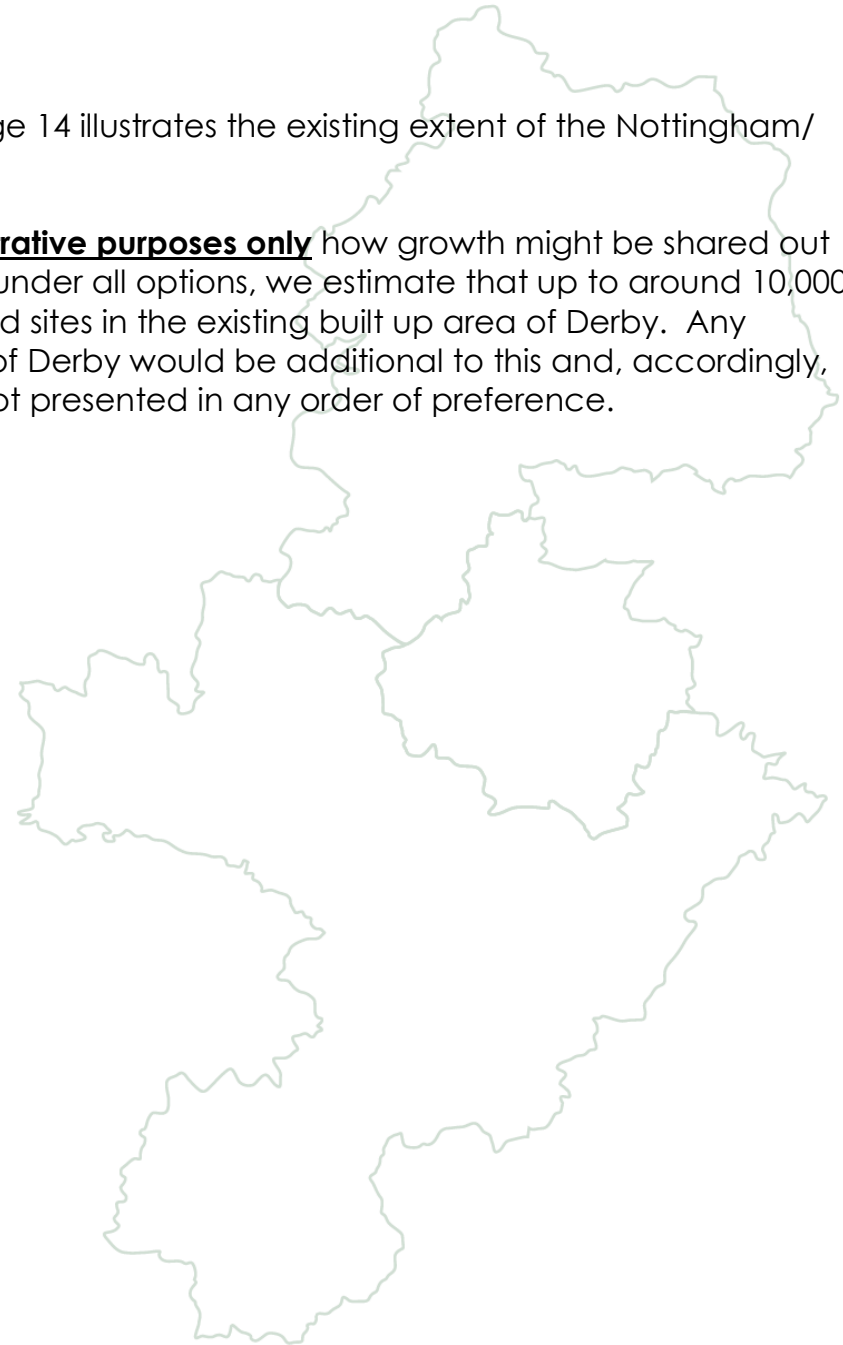 ge 14 illustrates the existing extent of the Nottingham/
rative purposes only how growth might be shared out
under all options, we estimate that up to around 10,000
d sites in the existing built up area of Derby.  Any
of Derby would be additional to this and, accordingly,
ot presented in any order of preference.